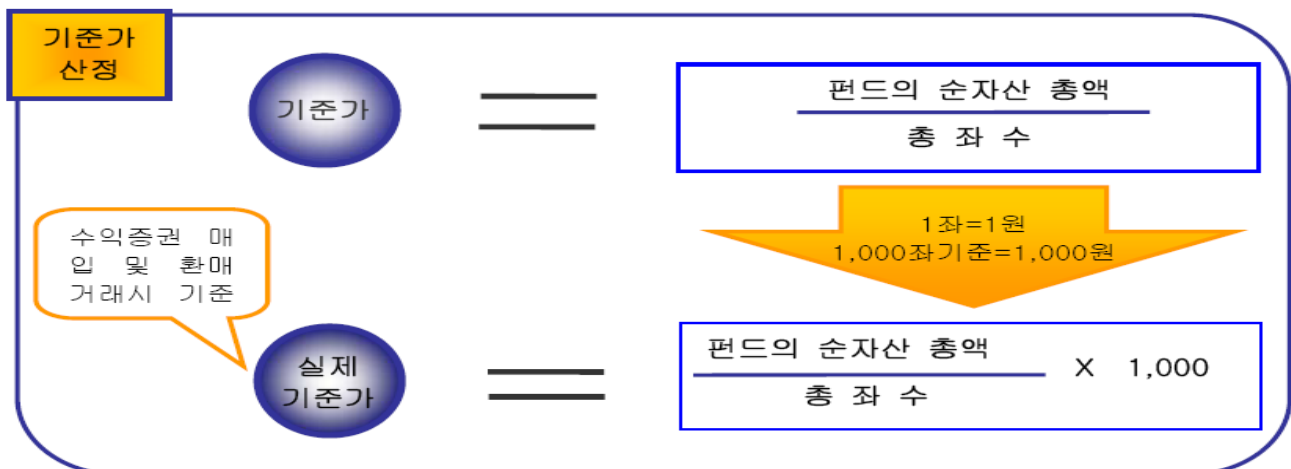 기준가
산정
기준가
펀드의 순자산 총액
총 좌 수
1좌=1원
1,000좌기준=1,000원
수익증권 매
입 및 환매
거래시 기준
실제
기준가
펀드의 순자산 총액
총 좌 수
X 1,000